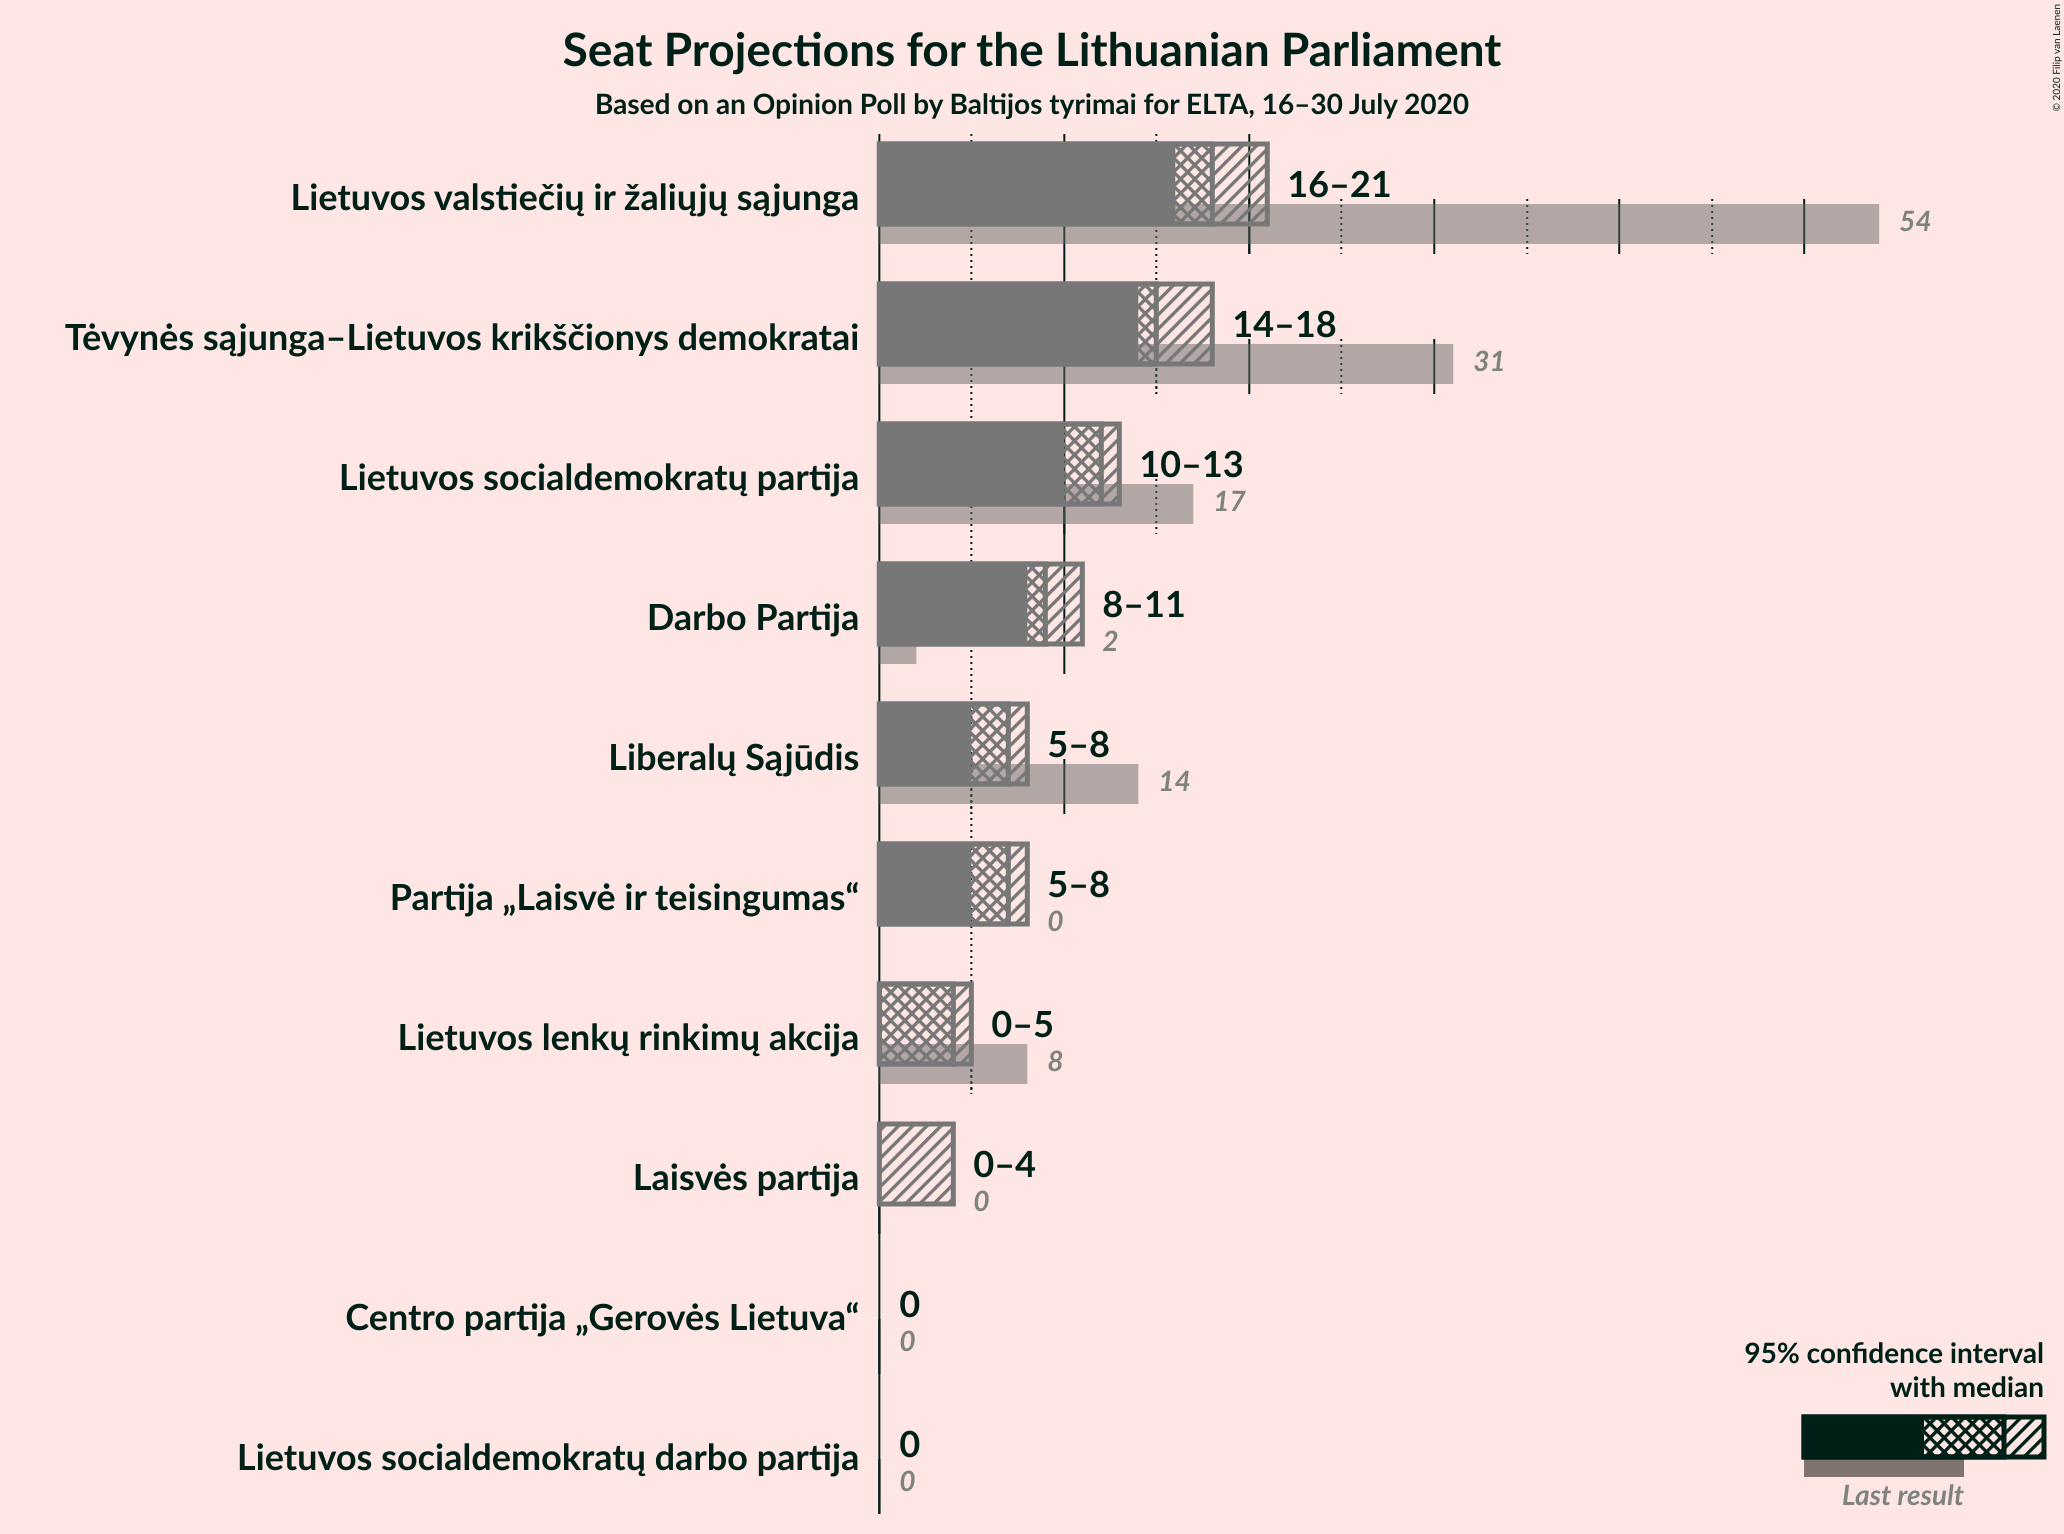 Seat Projections for the Lithuanian Parliament
Based on an Opinion Poll by Baltijos tyrimai for ELTA, 16–30 July 2020
© 2020 Filip van Laenen
Lietuvos valstiečių ir žaliųjų sąjunga
16–21
54
Tėvynės sąjunga–Lietuvos krikščionys demokratai
14–18
31
Lietuvos socialdemokratų partija
10–13
17
Darbo Partija
8–11
2
Liberalų Sąjūdis
5–8
14
Partija „Laisvė ir teisingumas“
5–8
0
Lietuvos lenkų rinkimų akcija
0–5
8
Laisvės partija
0–4
0
Centro partija „Gerovės Lietuva“
0
0
Lietuvos socialdemokratų darbo partija
0
0
95% confidence interval
with median
Last result